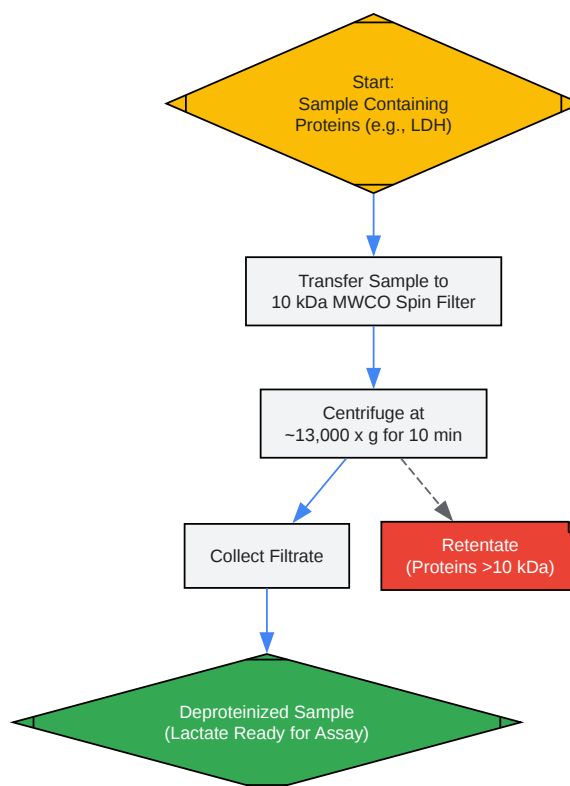 Start:
Sample Containing
Proteins (e.g., LDH)
Transfer Sample to
10 kDa MWCO Spin Filter
Centrifuge at
~13,000 x g for 10 min
Collect Filtrate
Retentate
(Proteins >10 kDa)
Deproteinized Sample
(Lactate Ready for Assay)